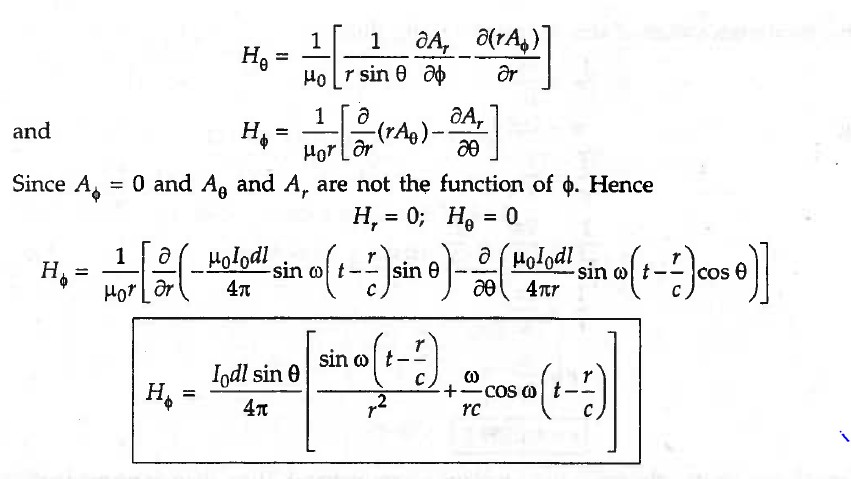 H_θ = 1/μ₀ [ 1/(r sin θ) ∂A_r/∂ϕ − ∂(rA_ϕ)/∂r ]
and H_ϕ = 1/(μ₀r) [ ∂/∂r (rA_θ) − ∂A_r/∂θ ]
Since A_ϕ = 0 and A_θ and A_r are not the function of ϕ. Hence
H_r = 0; H_θ = 0
H_ϕ = 1/(μ₀r) [ ∂/∂r ( − μ₀I₀dl/4π sin ω ( t − r/c ) sin θ ) − ∂/∂θ ( μ₀I₀dl/4πr sin ω ( t − r/c ) cos θ ) ]
H_ϕ = I₀dl sin θ/4π [ sin ω ( t − r/c )/r² + ω/rc cos ω ( t − r/c ) ]